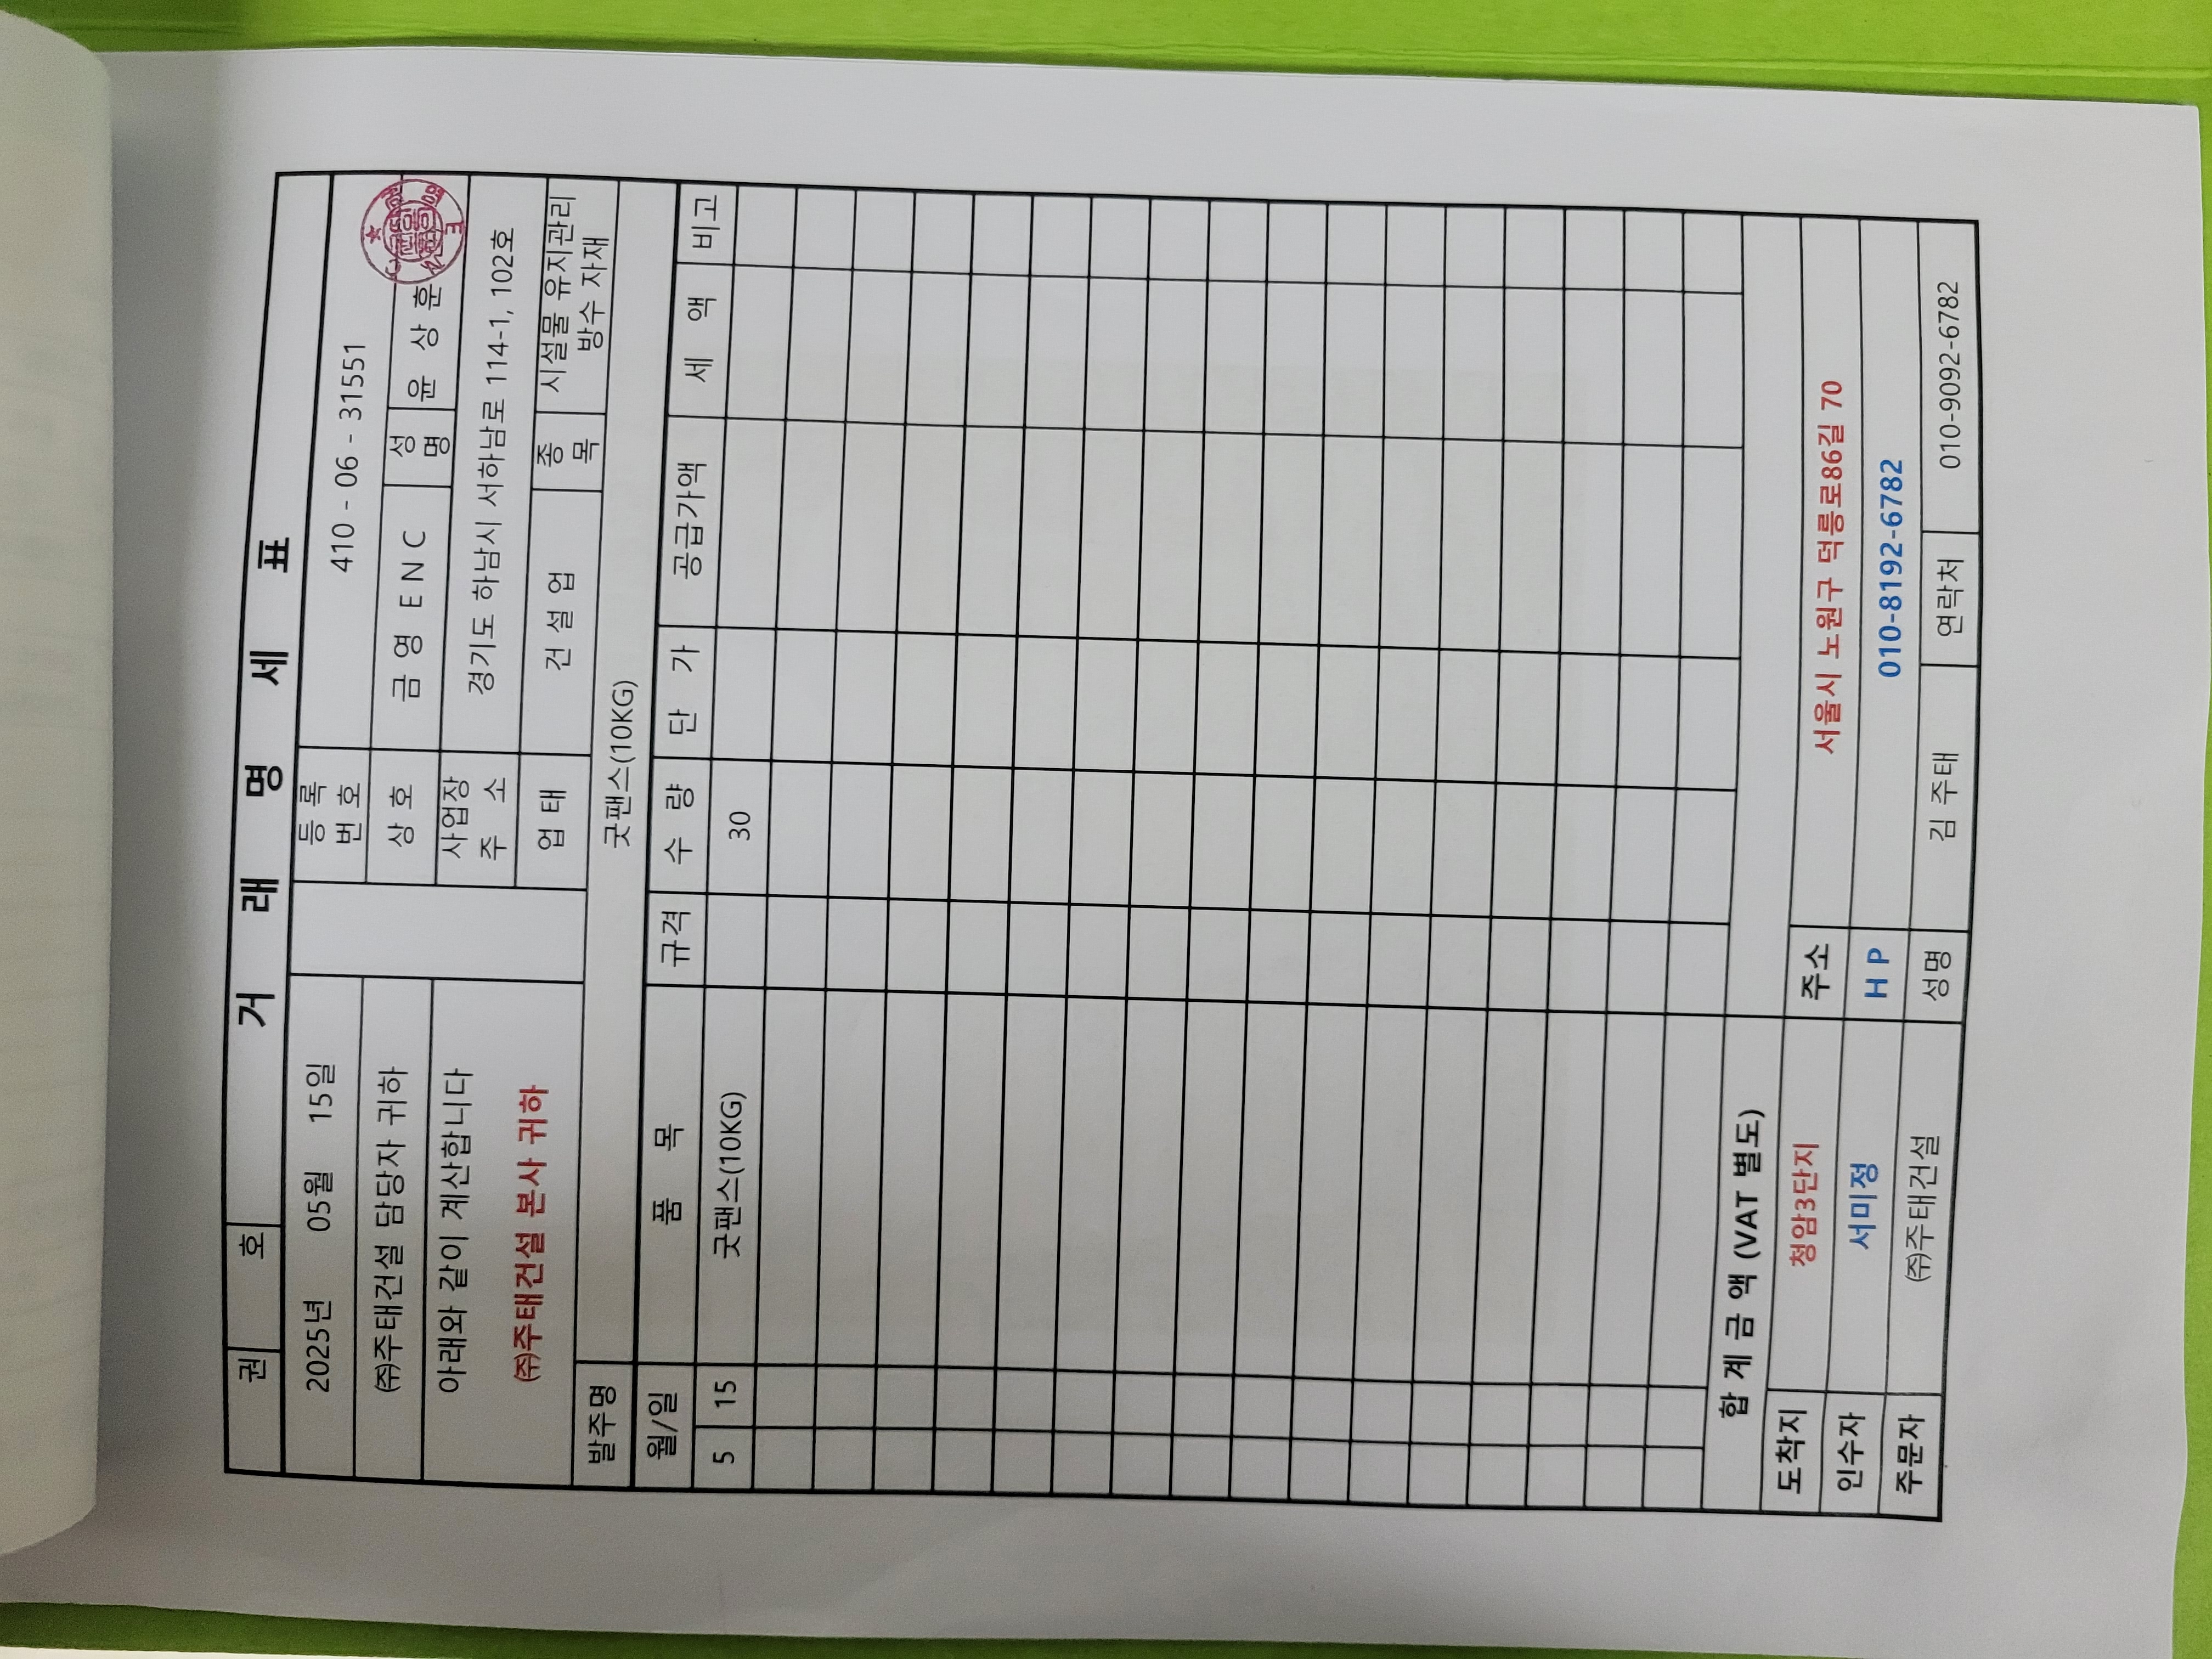 권 호 거 래 명 세 표
2025년 05월 15일
등록 번호 410 - 06 - 31551
㈜주태건설 담당자 귀하
상 호 금 영 E N C 성 명 윤 상 훈
아래와 같이 계산합니다
사업장 주 소 경기도 하남시 서하남로 114-1, 102호
㈜주태건설 본사 귀하
업 태 건 설 업 종 목 시설물 유지관리 방수 자재
발주명 굿팬스(10KG)
월/일 품 목 규격 수 량 단 가 공급가액 세 액 비고
5 15 굿팬스(10KG) 30
합 계 금 액 (VAT 별도)
도착지 청암3단지 주소 서울시 노원구 덕릉로86길 70
인수자 서미정 H P 010-8192-6782
주문자 ㈜주태건설 성명 김 주태 연락처 010-9092-6782